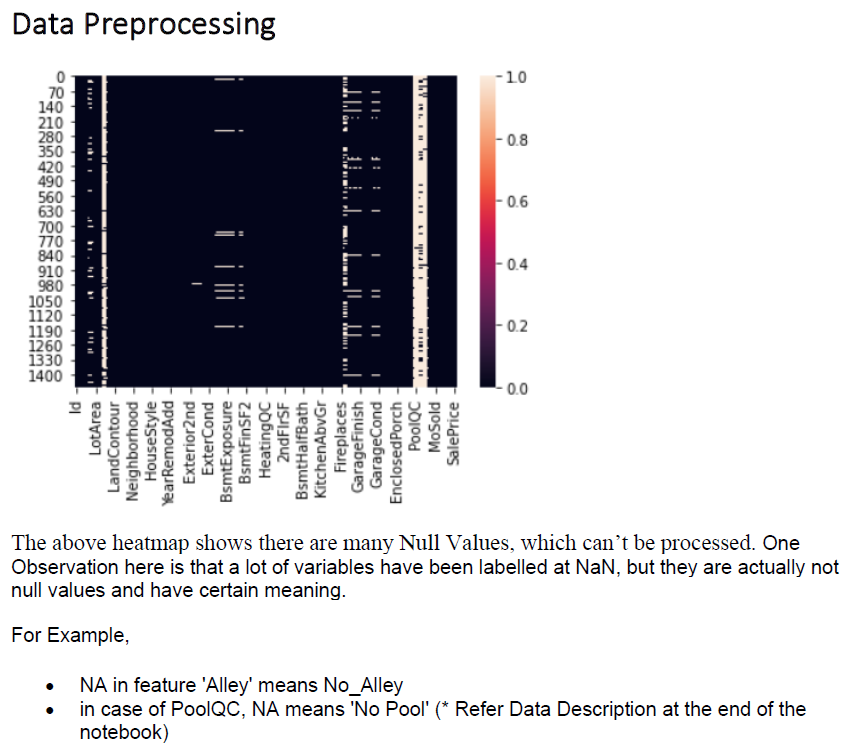 Data Preprocessing
0
70
140
210
280
350
420
490
560
630
700
770
840
910
980
1050
1120
1190
1260
1330
1400
1.0
0.8
0.6
0.4
0.2
0.0
Id
LotArea
LandContour
Neighborhood
HouseStyle
YearRemodAdd
Exterior2nd
ExterCond
BsmtExposure
BsmtFinSF2
HeatingQC
2ndFlrSF
BsmtHalfBath
KitchenAbvGr
Fireplaces
GarageFinish
GarageCond
EnclosedPorch
PoolQC
MoSold
SalePrice
The above heatmap shows there are many Null Values, which can’t be processed. One
Observation here is that a lot of variables have been labelled at NaN, but they are actually not
null values and have certain meaning.
For Example,
• NA in feature 'Alley' means No_Alley
• in case of PoolQC, NA means 'No Pool' (* Refer Data Description at the end of the
notebook)